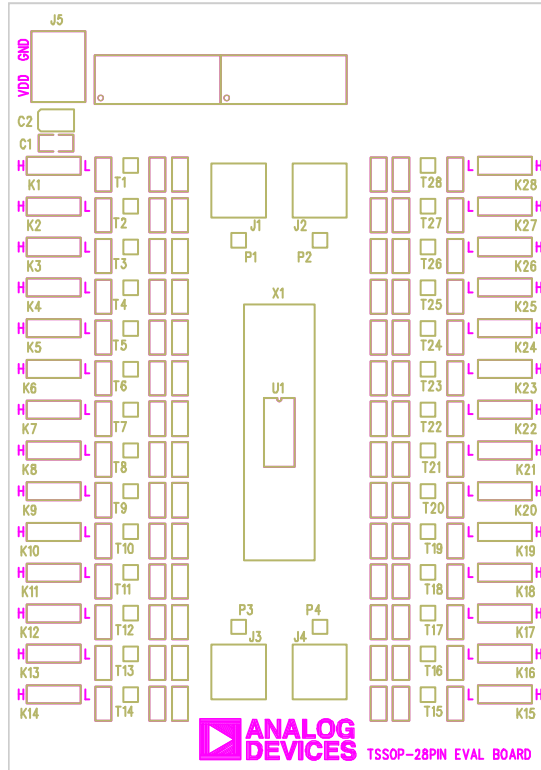 J5
VDD GND
C2
C1
H L T1 T28 L H
K1 K28
H L T2 T27 L H
K2 J1 J2 K27
H L T3 T26 L H
K3 P1 P2 K26
H L T4 T25 L H
K4 X1 K25
H L T5 T24 L H
K5 K24
H L T6 T23 L H
K6 U1 K23
H L T7 T22 L H
K7 K22
H L T8 T21 L H
K8 K21
H L T9 T20 L H
K9 K20
H L T10 T19 L H
K10 K19
H L T11 T18 L H
K11 K18
H L T12 P3 P4 T17 L H
K12 J3 J4 K17
H L T13 T16 L H
K13 K16
H L T14 T15 L H
K14 K15
ANALOG
DEVICES
TSSOP-28PIN EVAL BOARD